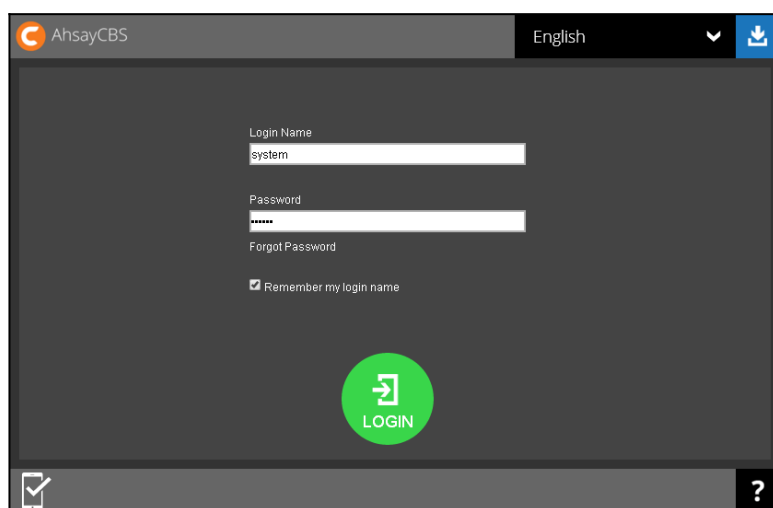 AhsayCBS
English
Login Name
system
Password
••••••
Forgot Password
Remember my login name
LOGIN
?